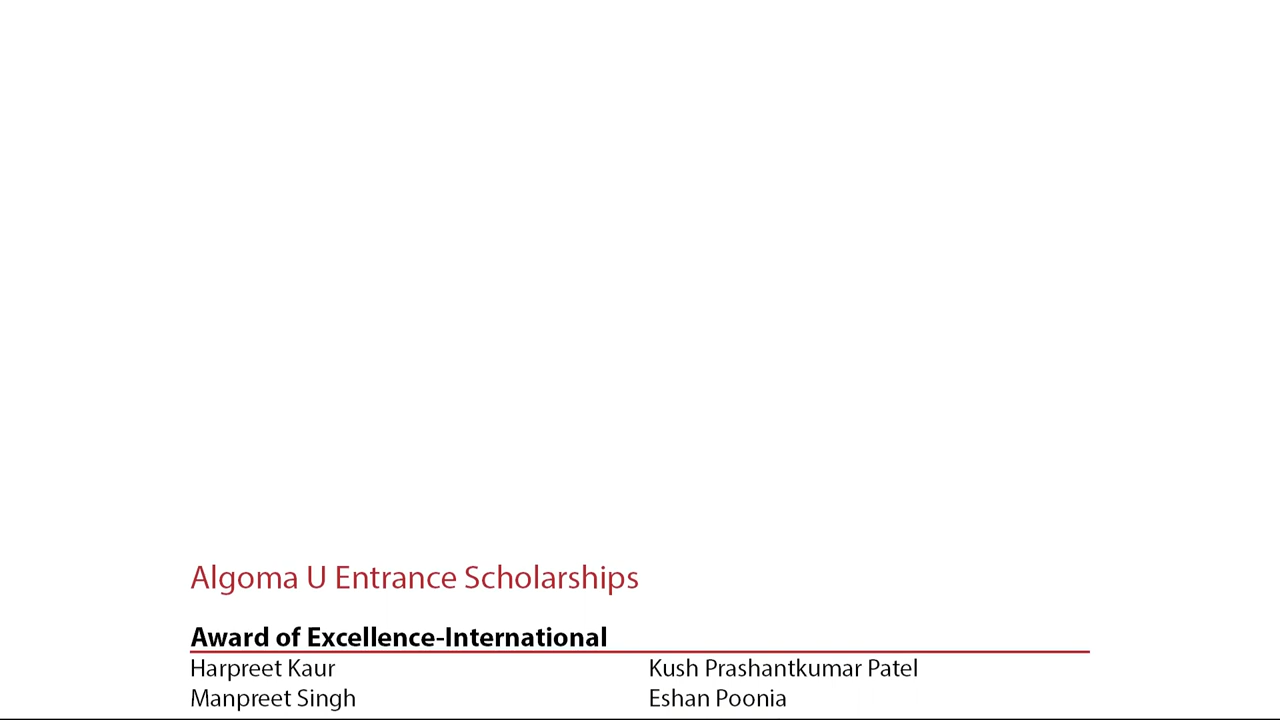 Algoma U Entrance Scholarships
Award of Excellence-International
Harpreet Kaur Kush Prashantkumar Patel
Manpreet Singh Eshan Poonia